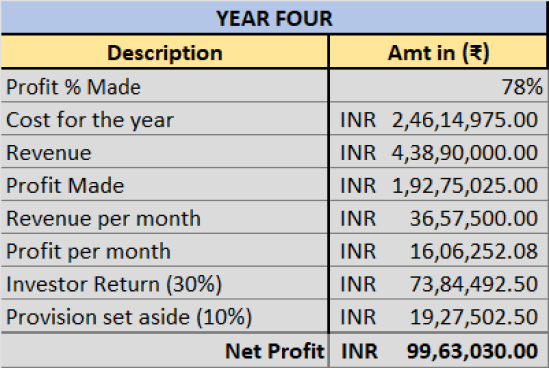 YEAR FOUR
Description Amt in (₹)
Profit % Made 78%
Cost for the year INR 2,46,14,975.00
Revenue INR 4,38,90,000.00
Profit Made INR 1,92,75,025.00
Revenue per month INR 36,57,500.00
Profit per month INR 16,06,252.08
Investor Return (30%) INR 73,84,492.50
Provision set aside (10%) INR 19,27,502.50
Net Profit INR 99,63,030.00